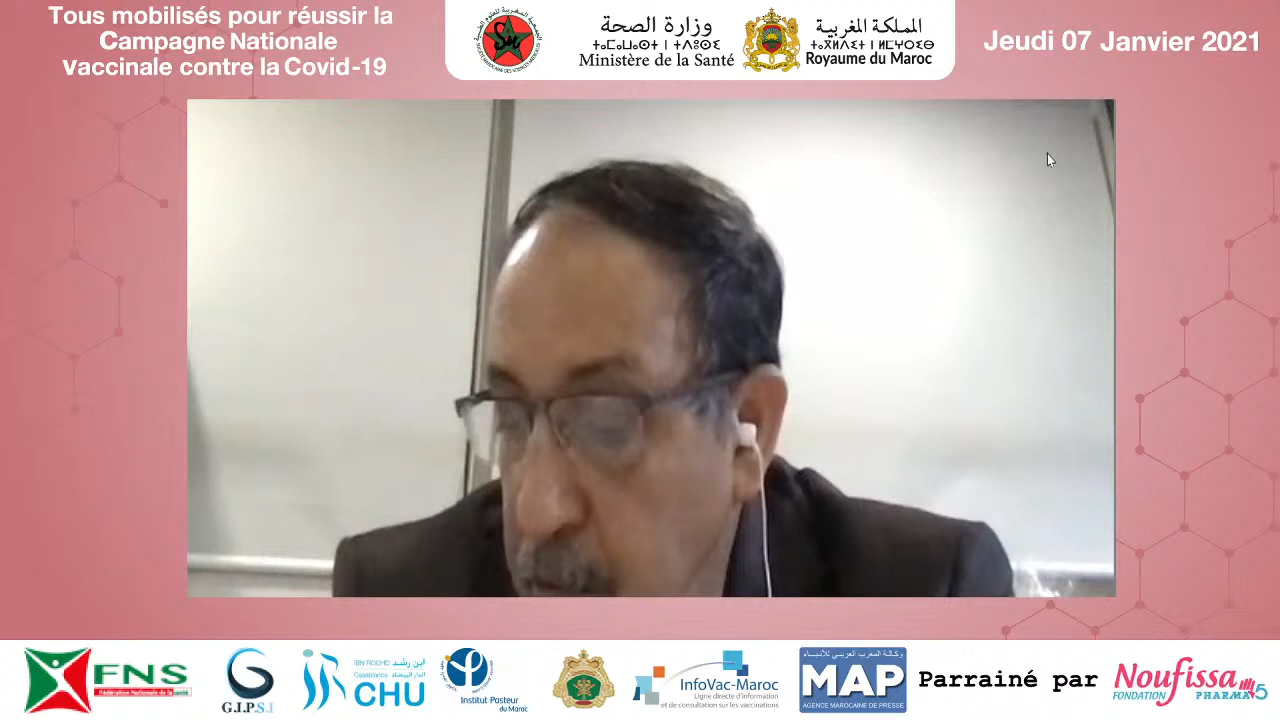 Tous mobilisés pour réussir la
Campagne Nationale
vaccinale contre la Covid-19
وزارة الصحة
ⵜⴰⵎⴰⵡⴰⵙⵜ ⵏ ⵜⴷⵓⵙⵉ
Ministère de la Santé
المملكة المغربية
ⵜⴰⴳⵍⴷⵉⵜ ⵏ ⵍⵎⵖⵔⵉⴱ
Royaume du Maroc
Jeudi 07 Janvier 2021
FNS
Fédération Nationale de la santé
G.I.P.S.I
IBN ROCHD ابن رشد
Casablanca الدار البيضاء
CHU
Institut Pasteur
du Maroc
InfoVac-Maroc
Ligne directe d'information
et de consultation sur les vaccinations
وكالة المغرب العربي للأنباء
MAP
AGENCE MAROCAINE DE PRESSE
Parrainé par
Noufissa
FONDATION PHARMA 5